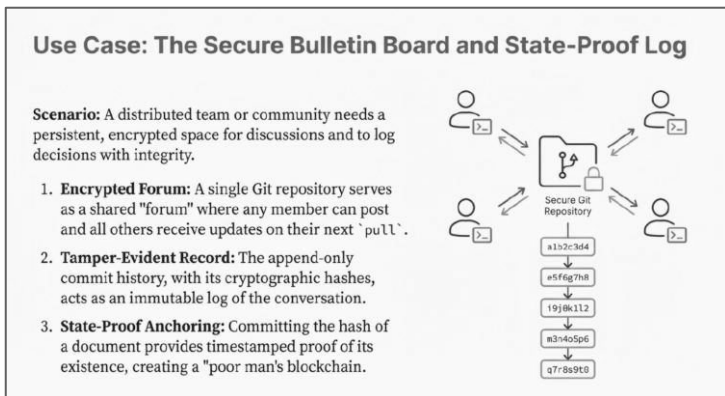 Use Case: The Secure Bulletin Board and State-Proof Log
Scenario: A distributed team or community needs a
persistent, encrypted space for discussions and to log
decisions with integrity.
1. Encrypted Forum: A single Git repository serves
as a shared "forum" where any member can post
and all others receive updates on their next `pull`.
2. Tamper-Evident Record: The append-only
commit history, with its cryptographic hashes,
acts as an immutable log of the conversation.
3. State-Proof Anchoring: Committing the hash of
a document provides timestamped proof of its
existence, creating a "poor man's blockchain.
Secure Git
Repository
a1b2c3d4
e5f6g7h8
i9j0k1l2
m3n4o5p6
q7r8s9t0